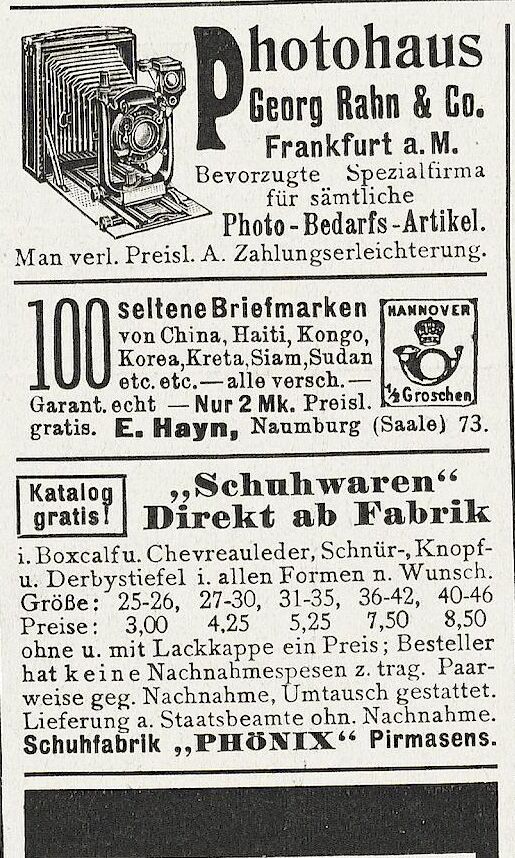 Photohaus
Georg Rahn & Co.
Frankfurt a. M.
Bevorzugte Spezialfirma
für sämtliche
Photo-Bedarfs-Artikel.
Man verl. Preisl. A. Zahlungserleichterung.
100 seltene Briefmarken
von China, Haiti, Kongo,
Korea, Kreta, Siam, Sudan
etc. etc. — alle versch. —
Garant. echt — Nur 2 Mk. Preisl.
gratis. E. Hayn, Naumburg (Saale) 73.
HANNOVER
½ Groschen
Katalog
gratis!
„Schuhwaren“
Direkt ab Fabrik
i. Boxcalf u. Chevreauleder, Schnür-, Knopf-
u. Derbystiefel i. allen Formen n. Wunsch.
Größe: 25-26, 27-30, 31-35, 36-42, 40-46
Preise: 3,00 4,25 5,25 7,50 8,50
ohne u. mit Lackkappe ein Preis; Besteller
hat keine Nachnahmespesen z. trag. Paar-
weise geg. Nachnahme, Umtausch gestattet.
Lieferung a. Staatsbeamte ohn. Nachnahme.
Schuhfabrik „PHÖNIX“ Pirmasens.